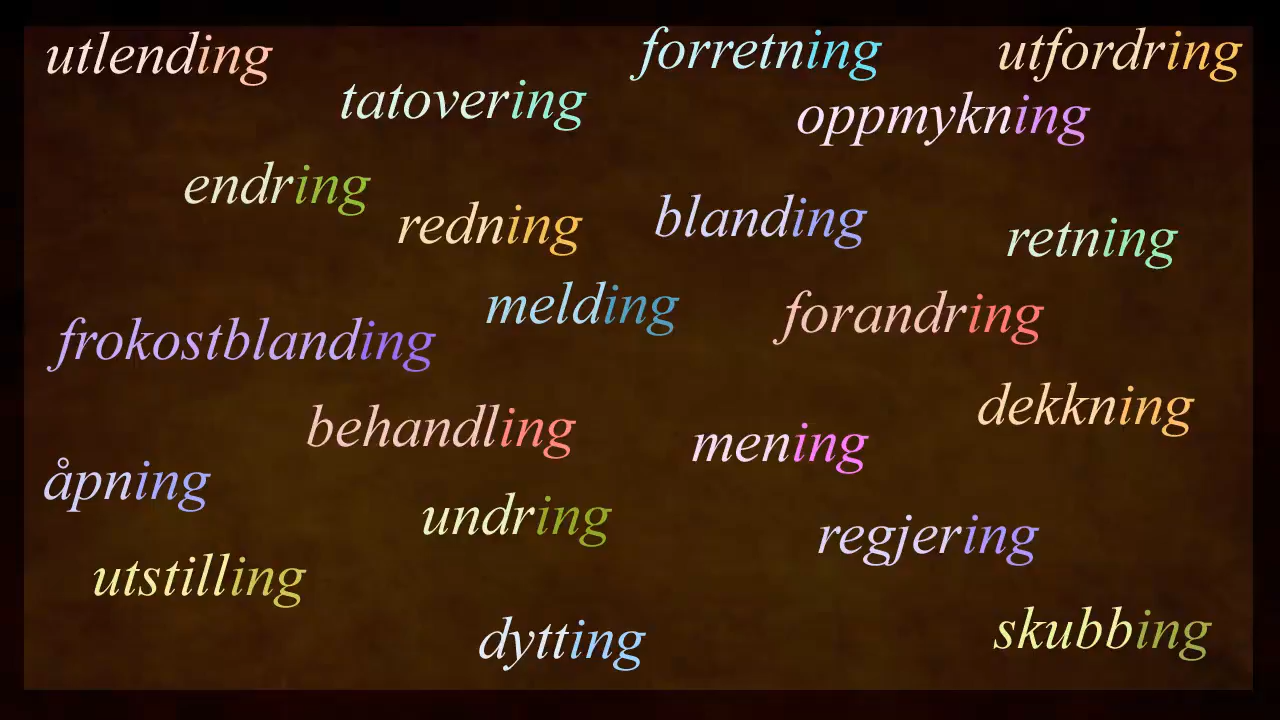 utlending
forretning
utfordring
tatovering
oppmykning
endring
redning
blanding
retning
melding
forandring
frokostblanding
dekkning
behandling
mening
åpning
undring
regjering
utstilling
dytting
skubbing